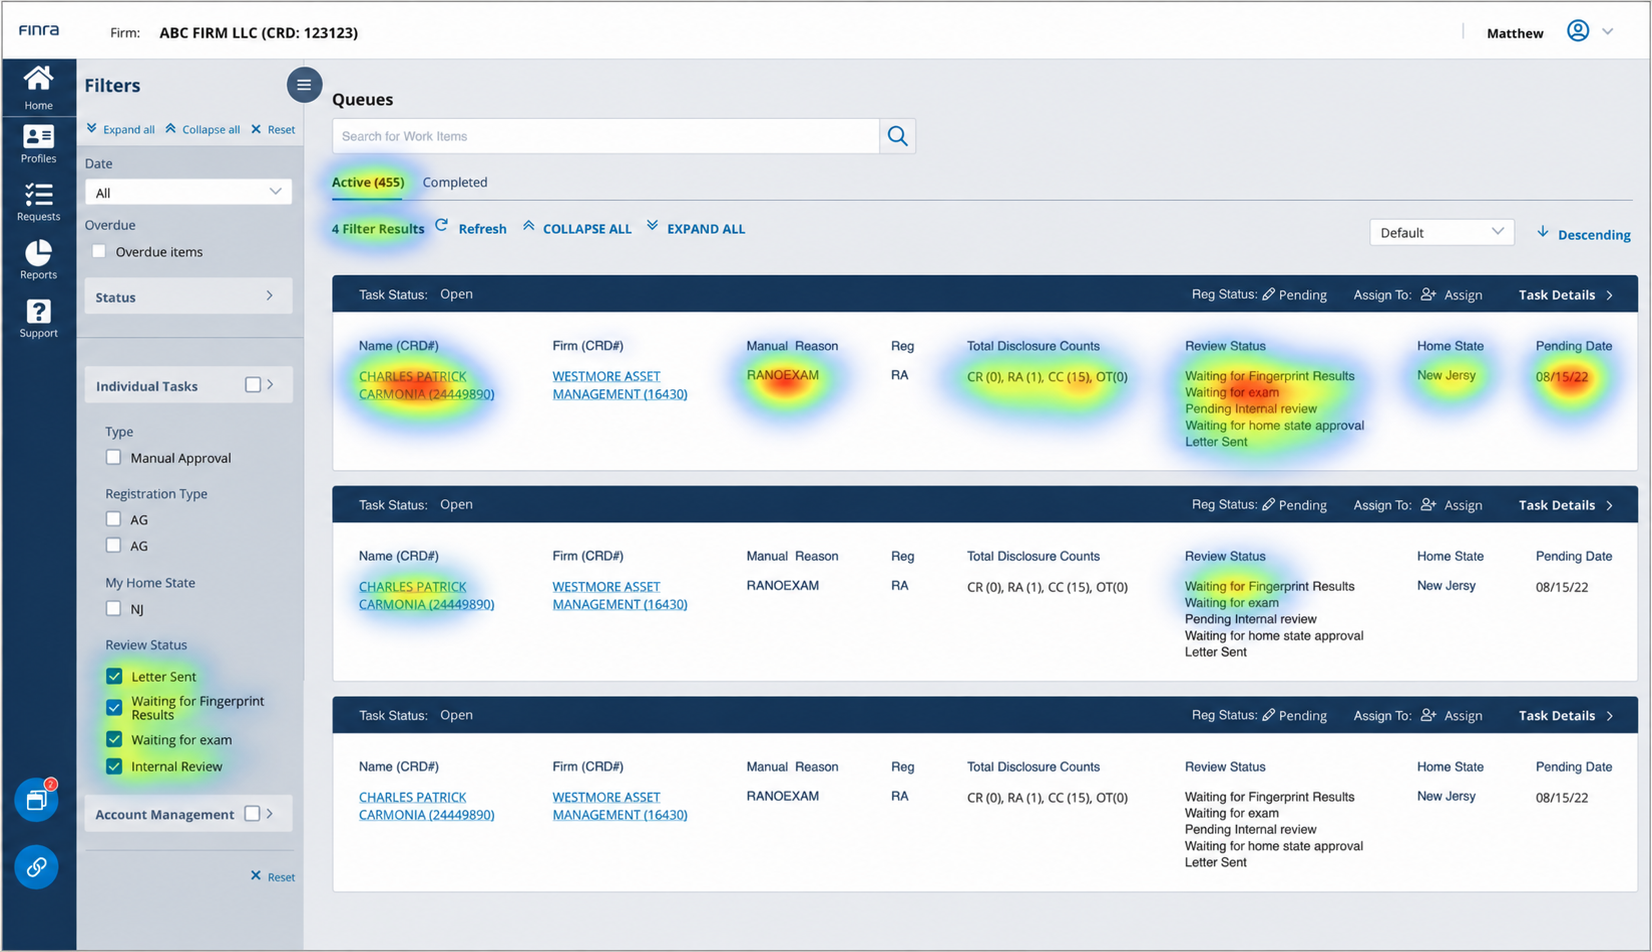 Finra
Firm: ABC FIRM LLC (CRD: 123123)
Matthew
Home
Profiles
Requests
Reports
Support
2
Filters
Expand all Collapse all Reset
Date
All
Overdue
Overdue items
Status
Individual Tasks
Type
Manual Approval
Registration Type
AG
AG
My Home State
NJ
Review Status
Letter Sent
Waiting for Fingerprint
Results
Waiting for exam
Internal Review
Account Management
Reset
Queues
Search for Work Items
Active (455) Completed
4 Filter Results Refresh COLLAPSE ALL EXPAND ALL
Default Descending
Task Status: Open Reg Status: Pending Assign To: Assign Task Details
Name (CRD#) Firm (CRD#) Manual Reason Reg Total Disclosure Counts Review Status Home State Pending Date
CHARLES PATRICK WESTMORE ASSET RANOEXAM RA CR (0), RA (1), CC (15), OT(0) Waiting for Fingerprint Results New Jersy 08/15/22
CARMONIA (24449890) MANAGEMENT (16430) Waiting for exam
Pending Internal review
Waiting for home state approval
Letter Sent
Task Status: Open Reg Status: Pending Assign To: Assign Task Details
Name (CRD#) Firm (CRD#) Manual Reason Reg Total Disclosure Counts Review Status Home State Pending Date
CHARLES PATRICK WESTMORE ASSET RANOEXAM RA CR (0), RA (1), CC (15), OT(0) Waiting for Fingerprint Results New Jersy 08/15/22
CARMONIA (24449890) MANAGEMENT (16430) Waiting for exam
Pending Internal review
Waiting for home state approval
Letter Sent
Task Status: Open Reg Status: Pending Assign To: Assign Task Details
Name (CRD#) Firm (CRD#) Manual Reason Reg Total Disclosure Counts Review Status Home State Pending Date
CHARLES PATRICK WESTMORE ASSET RANOEXAM RA CR (0), RA (1), CC (15), OT(0) Waiting for Fingerprint Results New Jersy 08/15/22
CARMONIA (24449890) MANAGEMENT (16430) Waiting for exam
Pending Internal review
Waiting for home state approval
Letter Sent